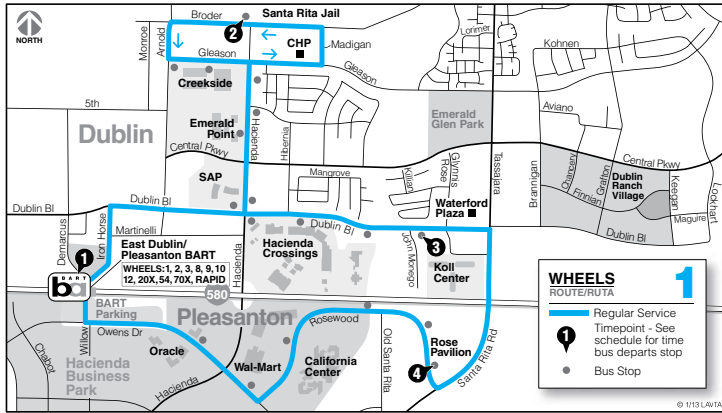 NORTH
Broder
Santa Rita Jail
2
Monroe
Arnold
Gleason
CHP
Madigan
Lorimer
Kohnen
Gleason
Creekside
5th
Dublin
Emerald
Point
Hacienda
Hibernia
Emerald
Glen Park
Aviano
Central Pkwy
Mangrove
Killian
Glynnis
Rose
Tassajara
Brannigan
Chancery
Grafton
Finnian
Central Pkwy
Dublin
Ranch
Village
Keegan
Lockhart
Maguire
Dublin Bl
SAP
Dublin Bl
Dublin Bl
Waterford
Plaza
Dublin Bl
Demarcus
Iron Horse
Martinelli
1
East Dublin/
Pleasanton BART
WHEELS:1, 2, 3, 8, 9, 10
12, 20X, 54, 70X, RAPID
BART
ba
Hacienda
Hacienda
Crossings
John Monego
3
Koll
Center
580
BART
Parking
Pleasanton
Owens Dr
Willow
Rosewood
Chabot
Hacienda
Business
Park
Oracle
Hacienda
Wal-Mart
California
Center
Old Santa Rita
Rose
Pavilion
4
Santa Rita Rd
WHEELS
ROUTE/RUTA
1
Regular Service
1
Timepoint - See
schedule for time
bus departs stop
Bus Stop
© 1/13 LAVTA